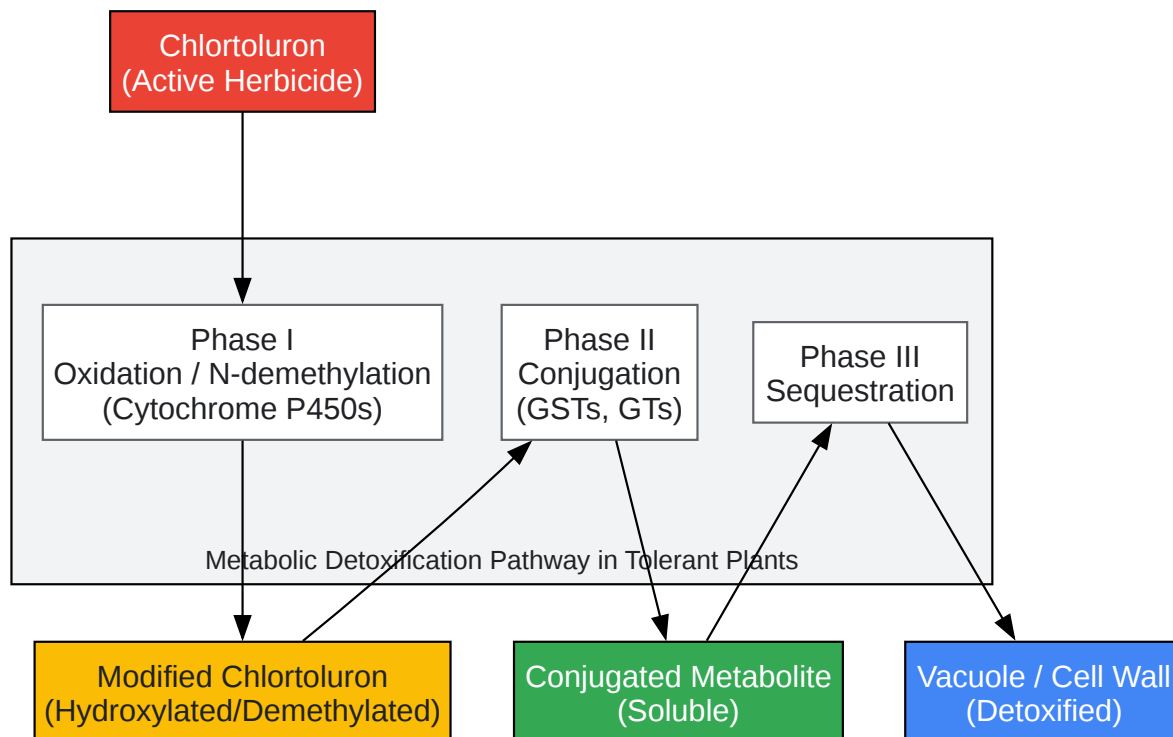 Chlortoluron
(Active Herbicide)
Phase I
Oxidation / N-demethylation
(Cytochrome P450s)
Phase II
Conjugation
(GSTs, GTs)
Phase III
Sequestration
Metabolic Detoxification Pathway in Tolerant Plants
Modified Chlortoluron
(Hydroxylated/Demethylated)
Conjugated Metabolite
(Soluble)
Vacuole / Cell Wall
(Detoxified)